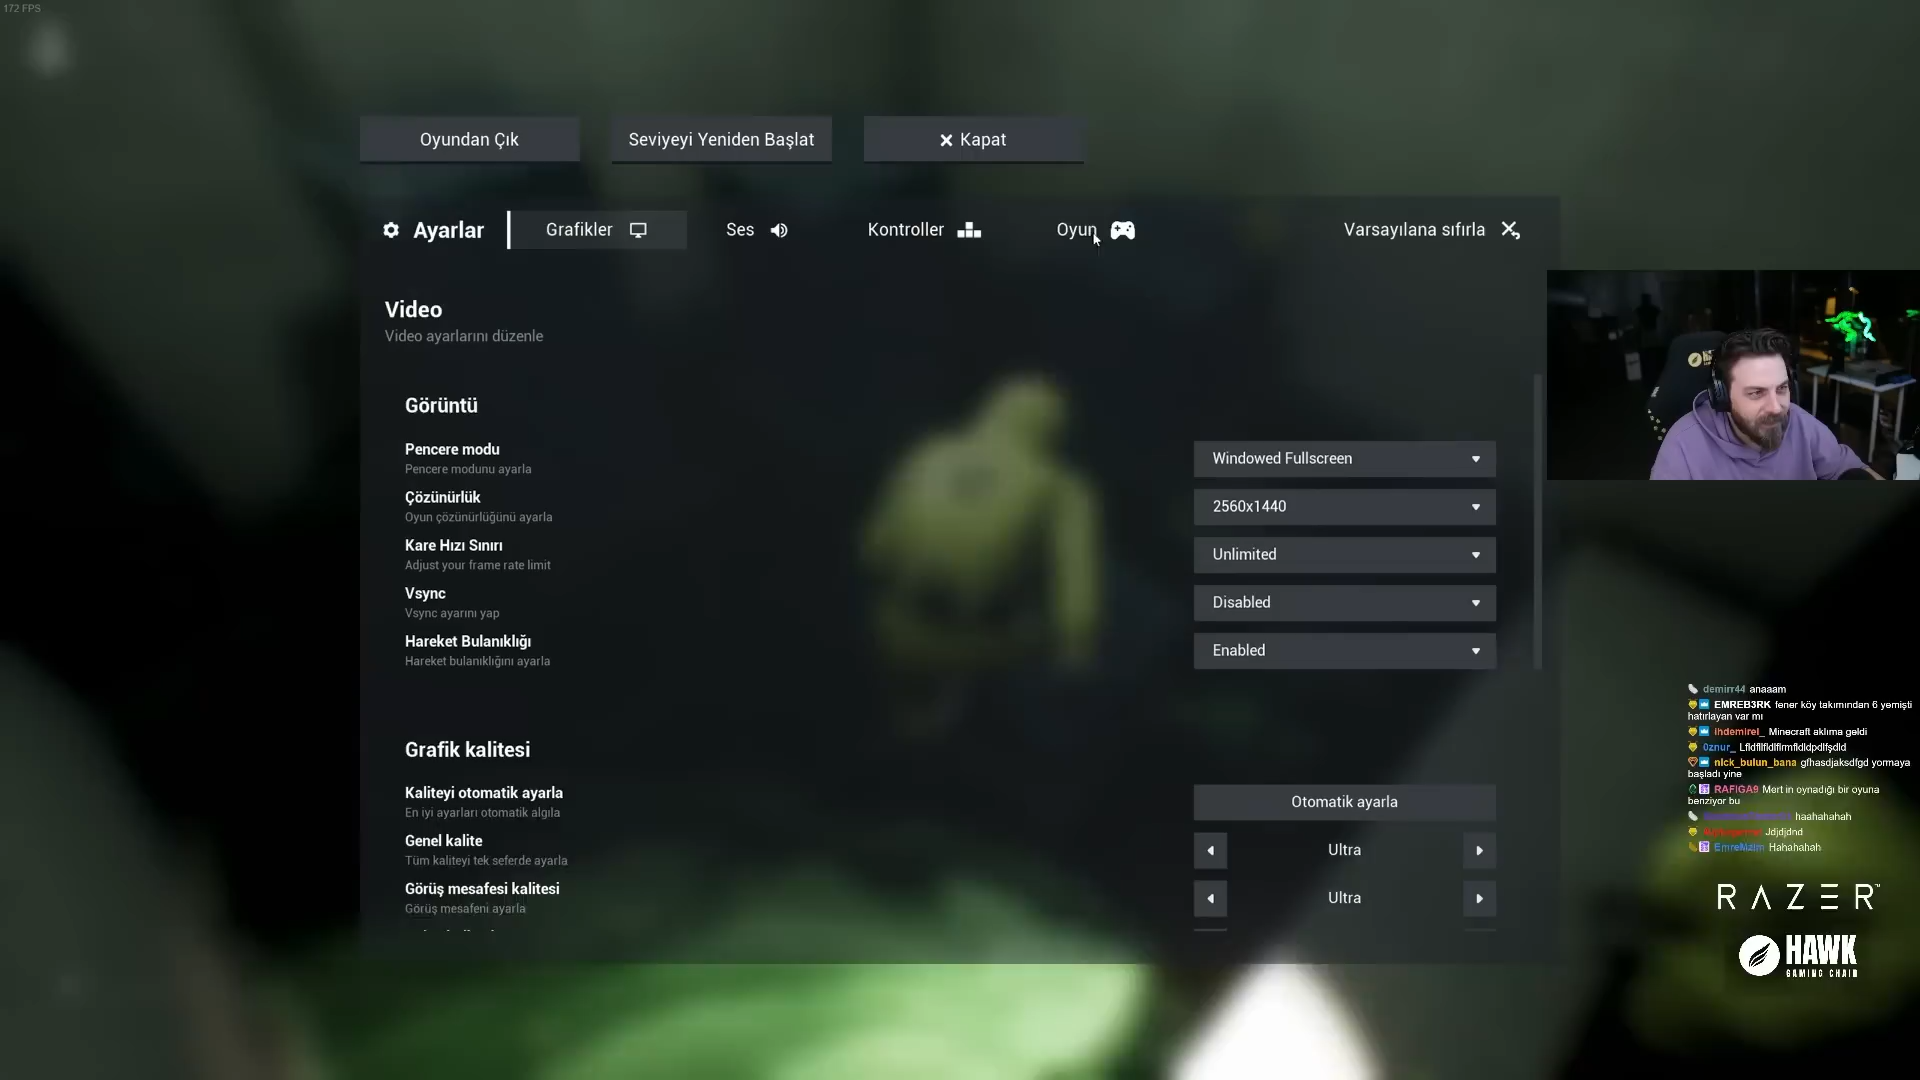 172 FPS
Oyundan Çık
Seviyeyi Yeniden Başlat
Kapat
Ayarlar
Grafikler
Ses
Kontroller
Oyun
Varsayılana sıfırla
Video
Video ayarlarını düzenle
Görüntü
Pencere modu
Pencere modunu ayarla
Windowed Fullscreen
Çözünürlük
Oyun çözünürlüğünü ayarla
2560x1440
Kare Hızı Sınırı
Adjust your frame rate limit
Unlimited
Vsync
Vsync ayarını yap
Disabled
Hareket Bulanıklığı
Hareket bulanıklığını ayarla
Enabled
Grafik kalitesi
Kaliteyi otomatik ayarla
En iyi ayarları otomatik algıla
Otomatik ayarla
Genel kalite
Tüm kaliteyi tek seferde ayarla
Ultra
Görüş mesafesi kalitesi
Görüş mesafeni ayarla
Ultra
demirr44 anaaam
EMREB3RK fener köy takımından 6 yemişti
hatırlayan var mı
ihdemirel_ Minecraft aklıma geldi
0znur_ Lfldflfldlflrmfldldpdlfşdld
nick_bulun_bana gfhasdjaksdfgd yormaya
başladı yine
RAFIGA9 Mert in oynadığı bir oyuna
benziyor bu
haahahahah
Jdjdjdnd
EmreNizim Hahahahah
RAZER
HAWK
GAMING CHAIR